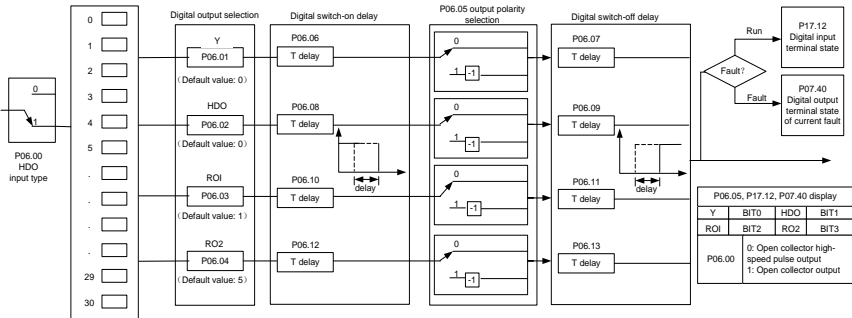 0
1
P06.00
HDO
input type
0
1
2
3
4
5
.
.
.
.
29
30
Digital output selection
Y
P06.01
（Default value: 0）
HDO
P06.02
（Default value: 0）
ROI
P06.03
（Default value: 1）
RO2
P06.04
（Default value: 5）
Digital switch-on delay
P06.06
T delay
P06.08
T delay
delay
P06.10
T delay
P06.12
T delay
P06.05 output polarity
selection
0
1
-1
0
1
-1
0
1
-1
0
1
-1
Digital switch-off delay
P06.07
T delay
P06.09
T delay
delay
P06.11
T delay
P06.13
T delay
Fault?
Run
Fault
P17.12
Digital input
terminal state
P07.40
Digital output
terminal state
of current fault
P06.05, P17.12, P07.40 display
Y BIT0 HDO BIT1
ROI BIT2 RO2 BIT3
P06.00
0: Open collector high-
speed pulse output
1: Open collector output